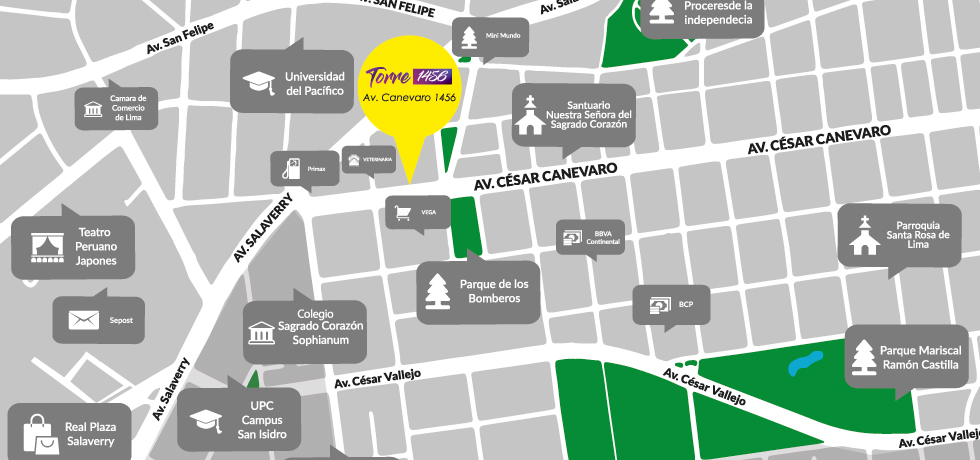 SAN FELIPE
Av. San Felipe
Mini Mundo
Proceresde la
independecia
Universidad
del Pacífico
Torre 1456
Av. Canevaro 1456
Camara de
Comercio
de Lima
Santuario
Nuestra Señora del
Sagrado Corazón
AV. CÉSAR CANEVARO
VETERINARIA
Primax
AV. CÉSAR CANEVARO
VEGA
AV. SALAVERRY
Teatro
Peruano
Japones
BBVA
Continental
Parroquia
Santa Rosa de
Lima
Parque de los
Bomberos
Sepost
BCP
Colegio
Sagrado Corazón
Sophianum
Parque Mariscal
Ramón Castilla
Av. César Vallejo
Av. César Vallejo
Av. Salaverry
UPC
Campus
San Isidro
Real Plaza
Salaverry
Av. César Vallejo